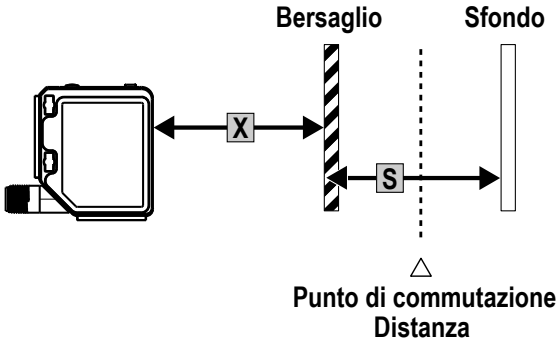 Bersaglio Sfondo
X
S
Punto di commutazione
Distanza